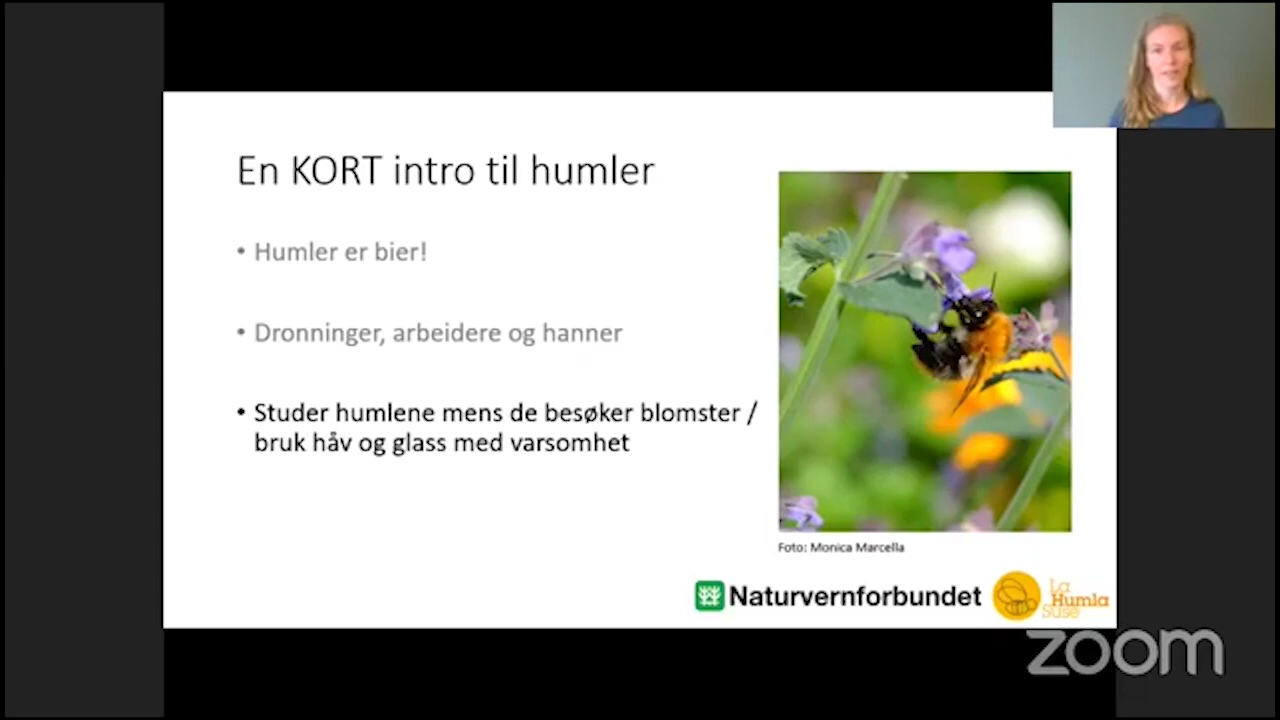 En KORT intro til humler
• Humler er bier!
• Dronninger, arbeidere og hanner
• Studer humlene mens de besøker blomster /
bruk håv og glass med varsomhet
Foto: Monica Marcella
Naturvernforbundet
La
Humla
Suse
zoom